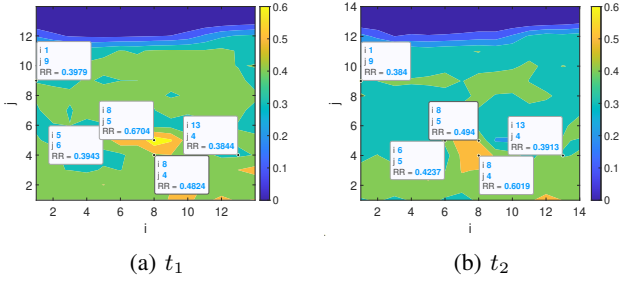 14
12
10
8
6
4
2
j
2
4
6
8
10
12
i
0.6
0.5
0.4
0.3
0.2
0.1
0
i 1
j 9
RR = 0.3979
i 8
j 5
RR = 0.6704
i 13
j 4
RR = 0.3844
i 5
j 6
RR = 0.3943
i 8
j 4
RR = 0.4824
(a) t1
14
12
10
8
6
4
2
j
2
4
6
8
10
12
14
i
0.6
0.5
0.4
0.3
0.2
0.1
0
i 1
j 9
RR = 0.384
i 8
j 5
RR = 0.494
i 13
j 4
RR = 0.3913
i 6
j 5
RR = 0.4237
i 8
j 4
RR = 0.6019
(b) t2